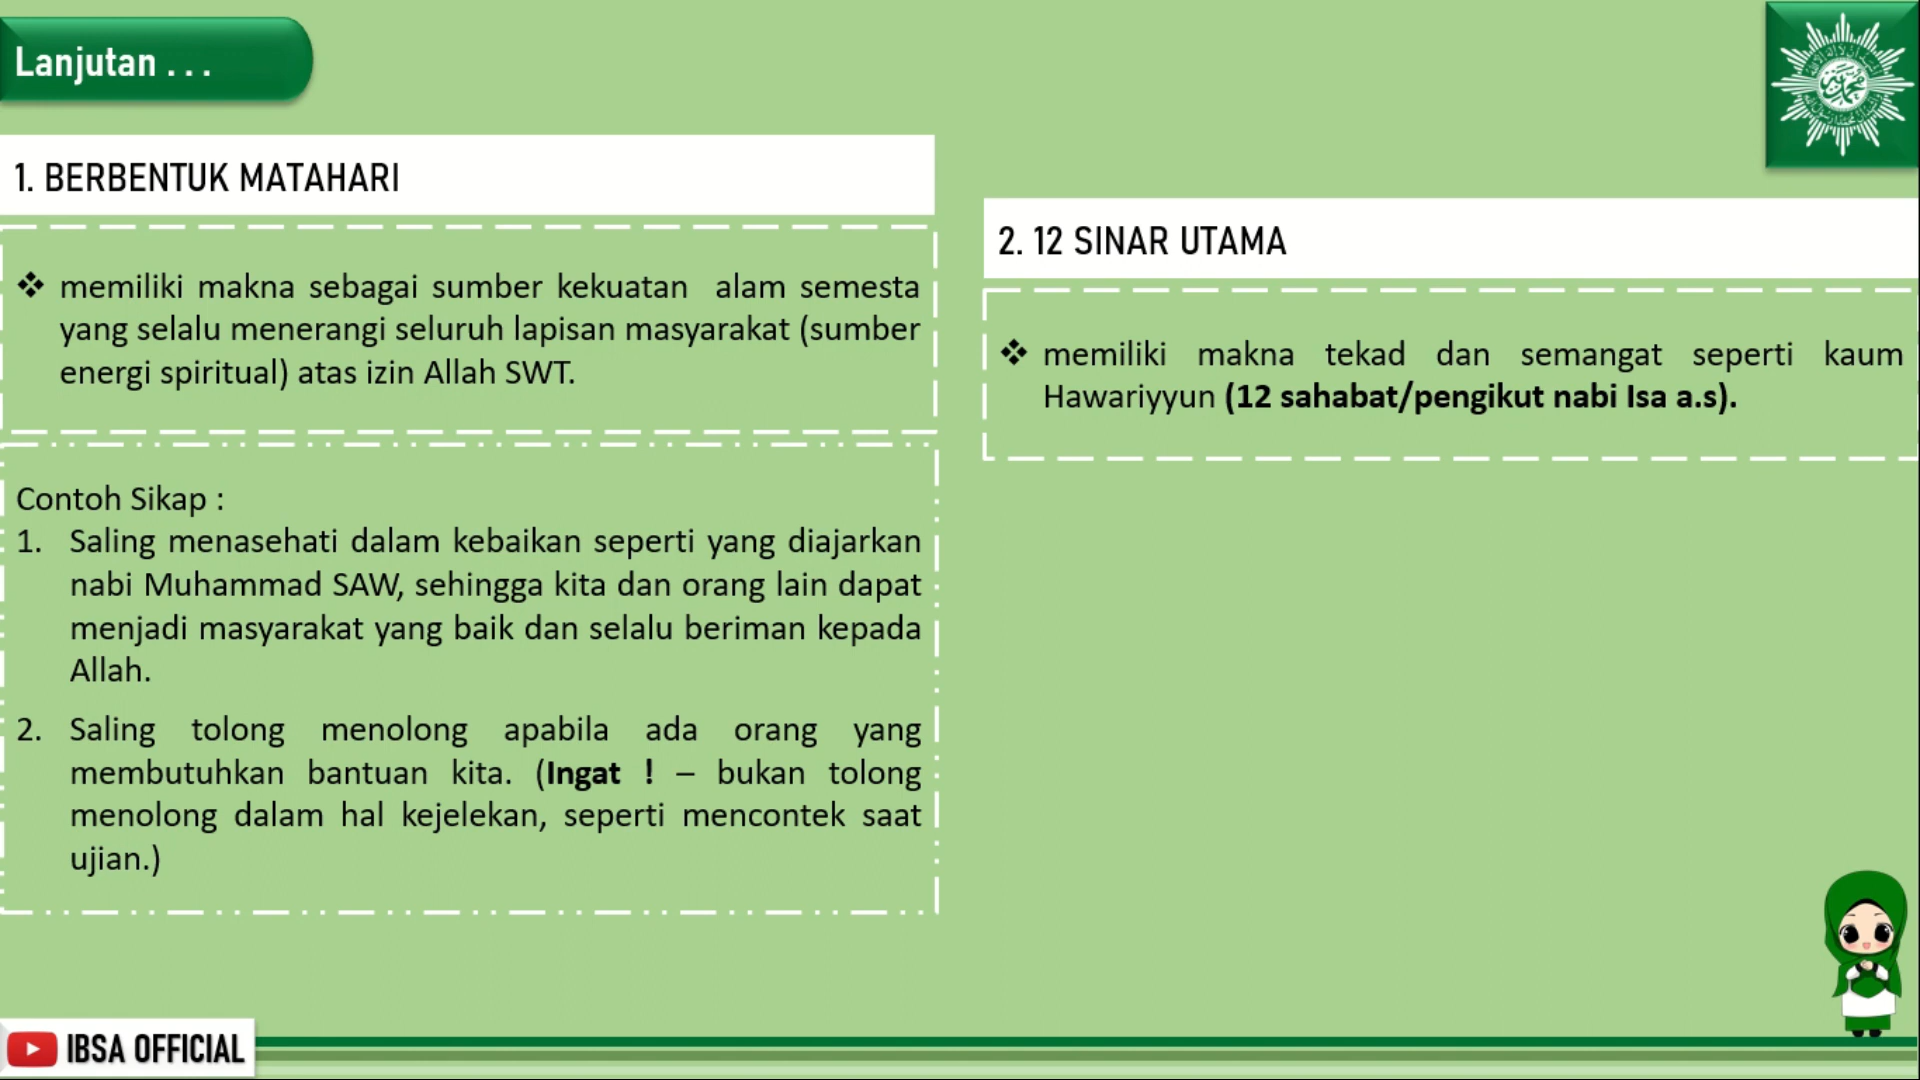 Lanjutan . . .
1. BERBENTUK MATAHARI
❖ memiliki makna sebagai sumber kekuatan alam semesta
yang selalu menerangi seluruh lapisan masyarakat (sumber
energi spiritual) atas izin Allah SWT.
Contoh Sikap :
1. Saling menasehati dalam kebaikan seperti yang diajarkan
nabi Muhammad SAW, sehingga kita dan orang lain dapat
menjadi masyarakat yang baik dan selalu beriman kepada
Allah.
2. Saling tolong menolong apabila ada orang yang
membutuhkan bantuan kita. (Ingat ! – bukan tolong
menolong dalam hal kejelekan, seperti mencontek saat
ujian.)
2. 12 SINAR UTAMA
❖ memiliki makna tekad dan semangat seperti kaum
Hawariyyun (12 sahabat/pengikut nabi Isa a.s).
IBSA OFFICIAL